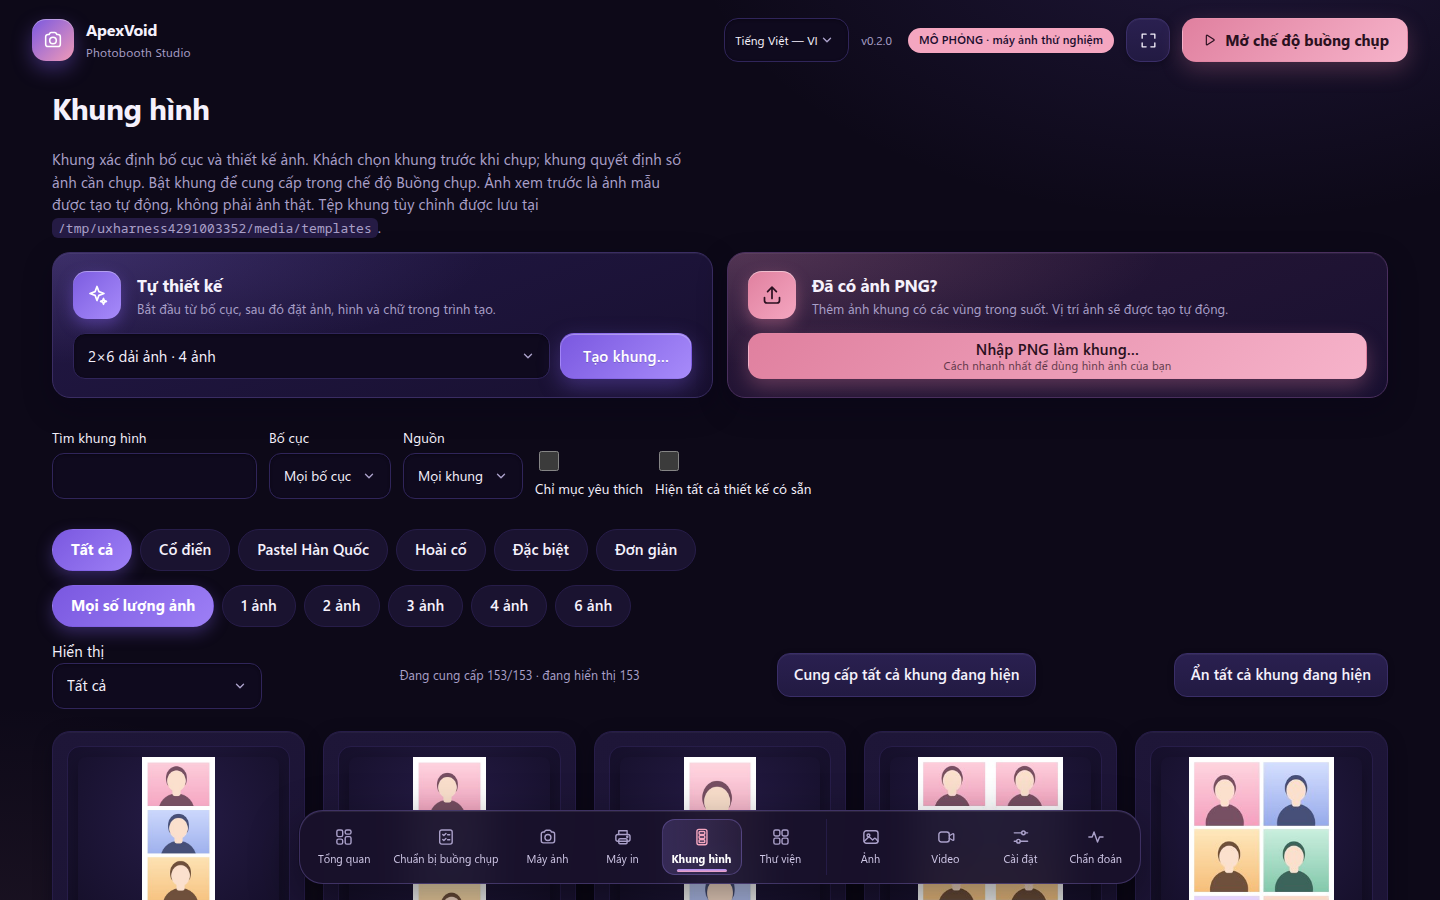 ApexVoid
Photobooth Studio
Tiếng Việt — VI
v0.2.0
MÔ PHỎNG · máy ảnh thử nghiệm
Mở chế độ buồng chụp
Khung hình
Khung xác định bố cục và thiết kế ảnh. Khách chọn khung trước khi chụp; khung quyết định số
ảnh cần chụp. Bật khung để cung cấp trong chế độ Buồng chụp. Ảnh xem trước là ảnh mẫu
được tạo tự động, không phải ảnh thật. Tệp khung tùy chỉnh được lưu tại
/tmp/uxharness4291003352/media/templates.
Tự thiết kế
Bắt đầu từ bố cục, sau đó đặt ảnh, hình và chữ trong trình tạo.
2×6 dải ảnh · 4 ảnh
Tạo khung...
Đã có ảnh PNG?
Thêm ảnh khung có các vùng trong suốt. Vị trí ảnh sẽ được tạo tự động.
Nhập PNG làm khung...
Cách nhanh nhất để dùng hình ảnh của bạn
Tìm khung hình
Bố cục
Mọi bố cục
Nguồn
Mọi khung
Chỉ mục yêu thích
Hiện tất cả thiết kế có sẵn
Tất cả
Cổ điển
Pastel Hàn Quốc
Hoài cổ
Đặc biệt
Đơn giản
Mọi số lượng ảnh
1 ảnh
2 ảnh
3 ảnh
4 ảnh
6 ảnh
Hiển thị
Tất cả
Đang cung cấp 153/153 · đang hiển thị 153
Cung cấp tất cả khung đang hiện
Ẩn tất cả khung đang hiện
Tổng quan
Chuẩn bị buồng chụp
Máy ảnh
Máy in
Khung hình
Thư viện
Ảnh
Video
Cài đặt
Chẩn đoán